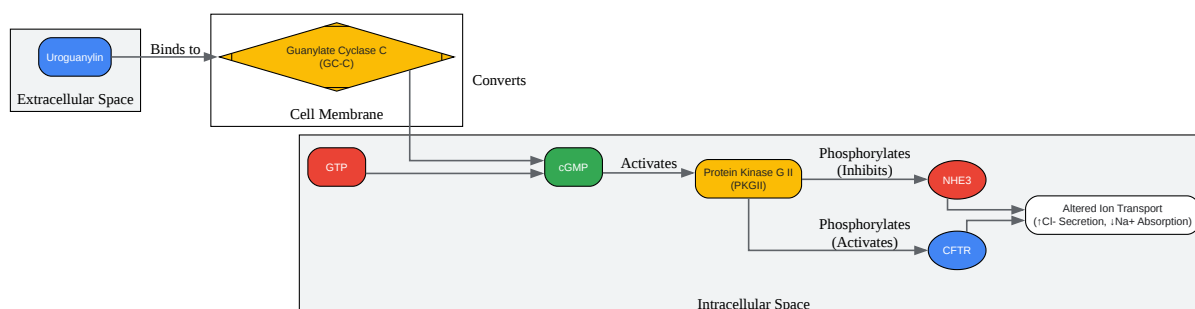 Uroguanylin
Extracellular Space
Binds to
Guanylate Cyclase C
(GC-C)
Cell Membrane
Converts
GTP
cGMP
Activates
Protein Kinase G II
(PKGII)
Phosphorylates
(Inhibits)
NHE3
Phosphorylates
(Activates)
CFTR
Altered Ion Transport
(↑Cl- Secretion, ↓Na+ Absorption)
Intracellular Space